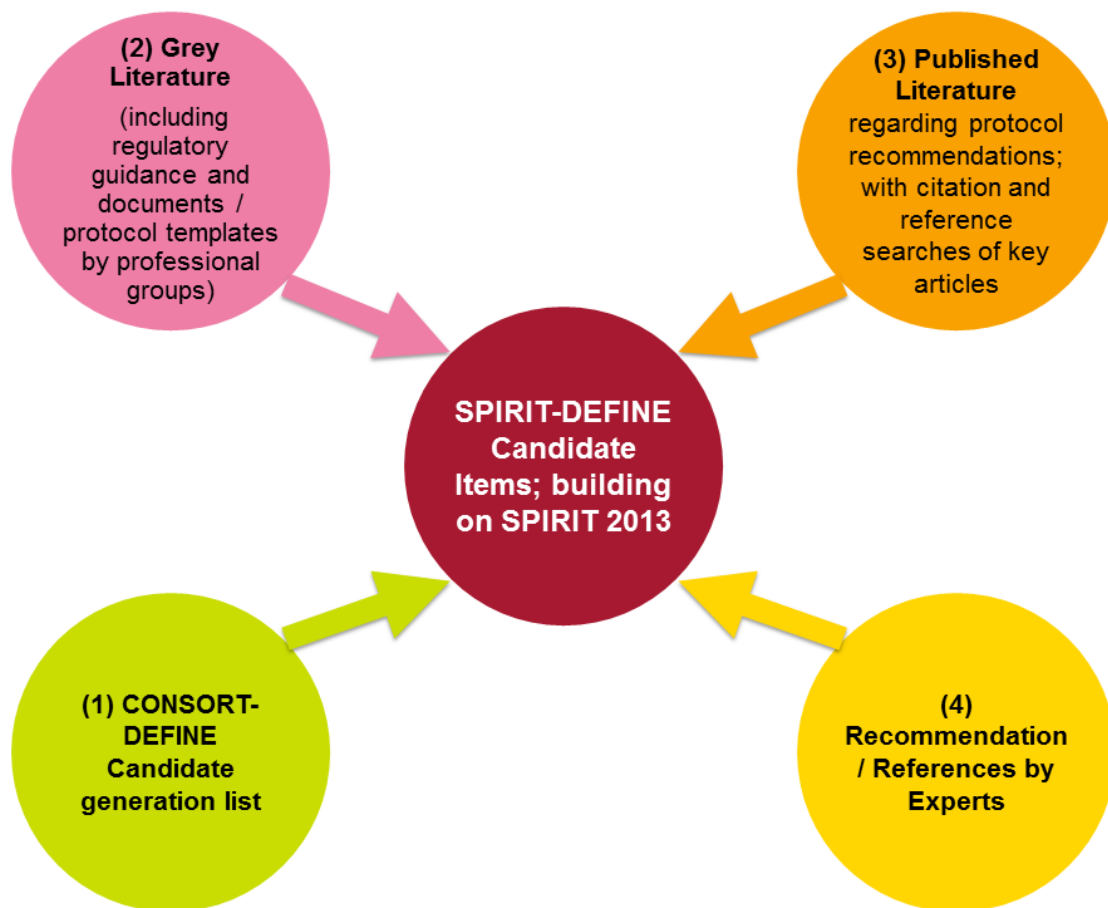 (2) Grey
Literature
(including
regulatory
guidance and
documents /
protocol templates
by professional
groups)
(3) Published
Literature
regarding protocol
recommendations;
with citation and
reference
searches of key
articles
SPIRIT-DEFINE
Candidate
Items; building
on SPIRIT 2013
(1) CONSORT-
DEFINE
Candidate
generation list
(4)
Recommendation
/ References by
Experts